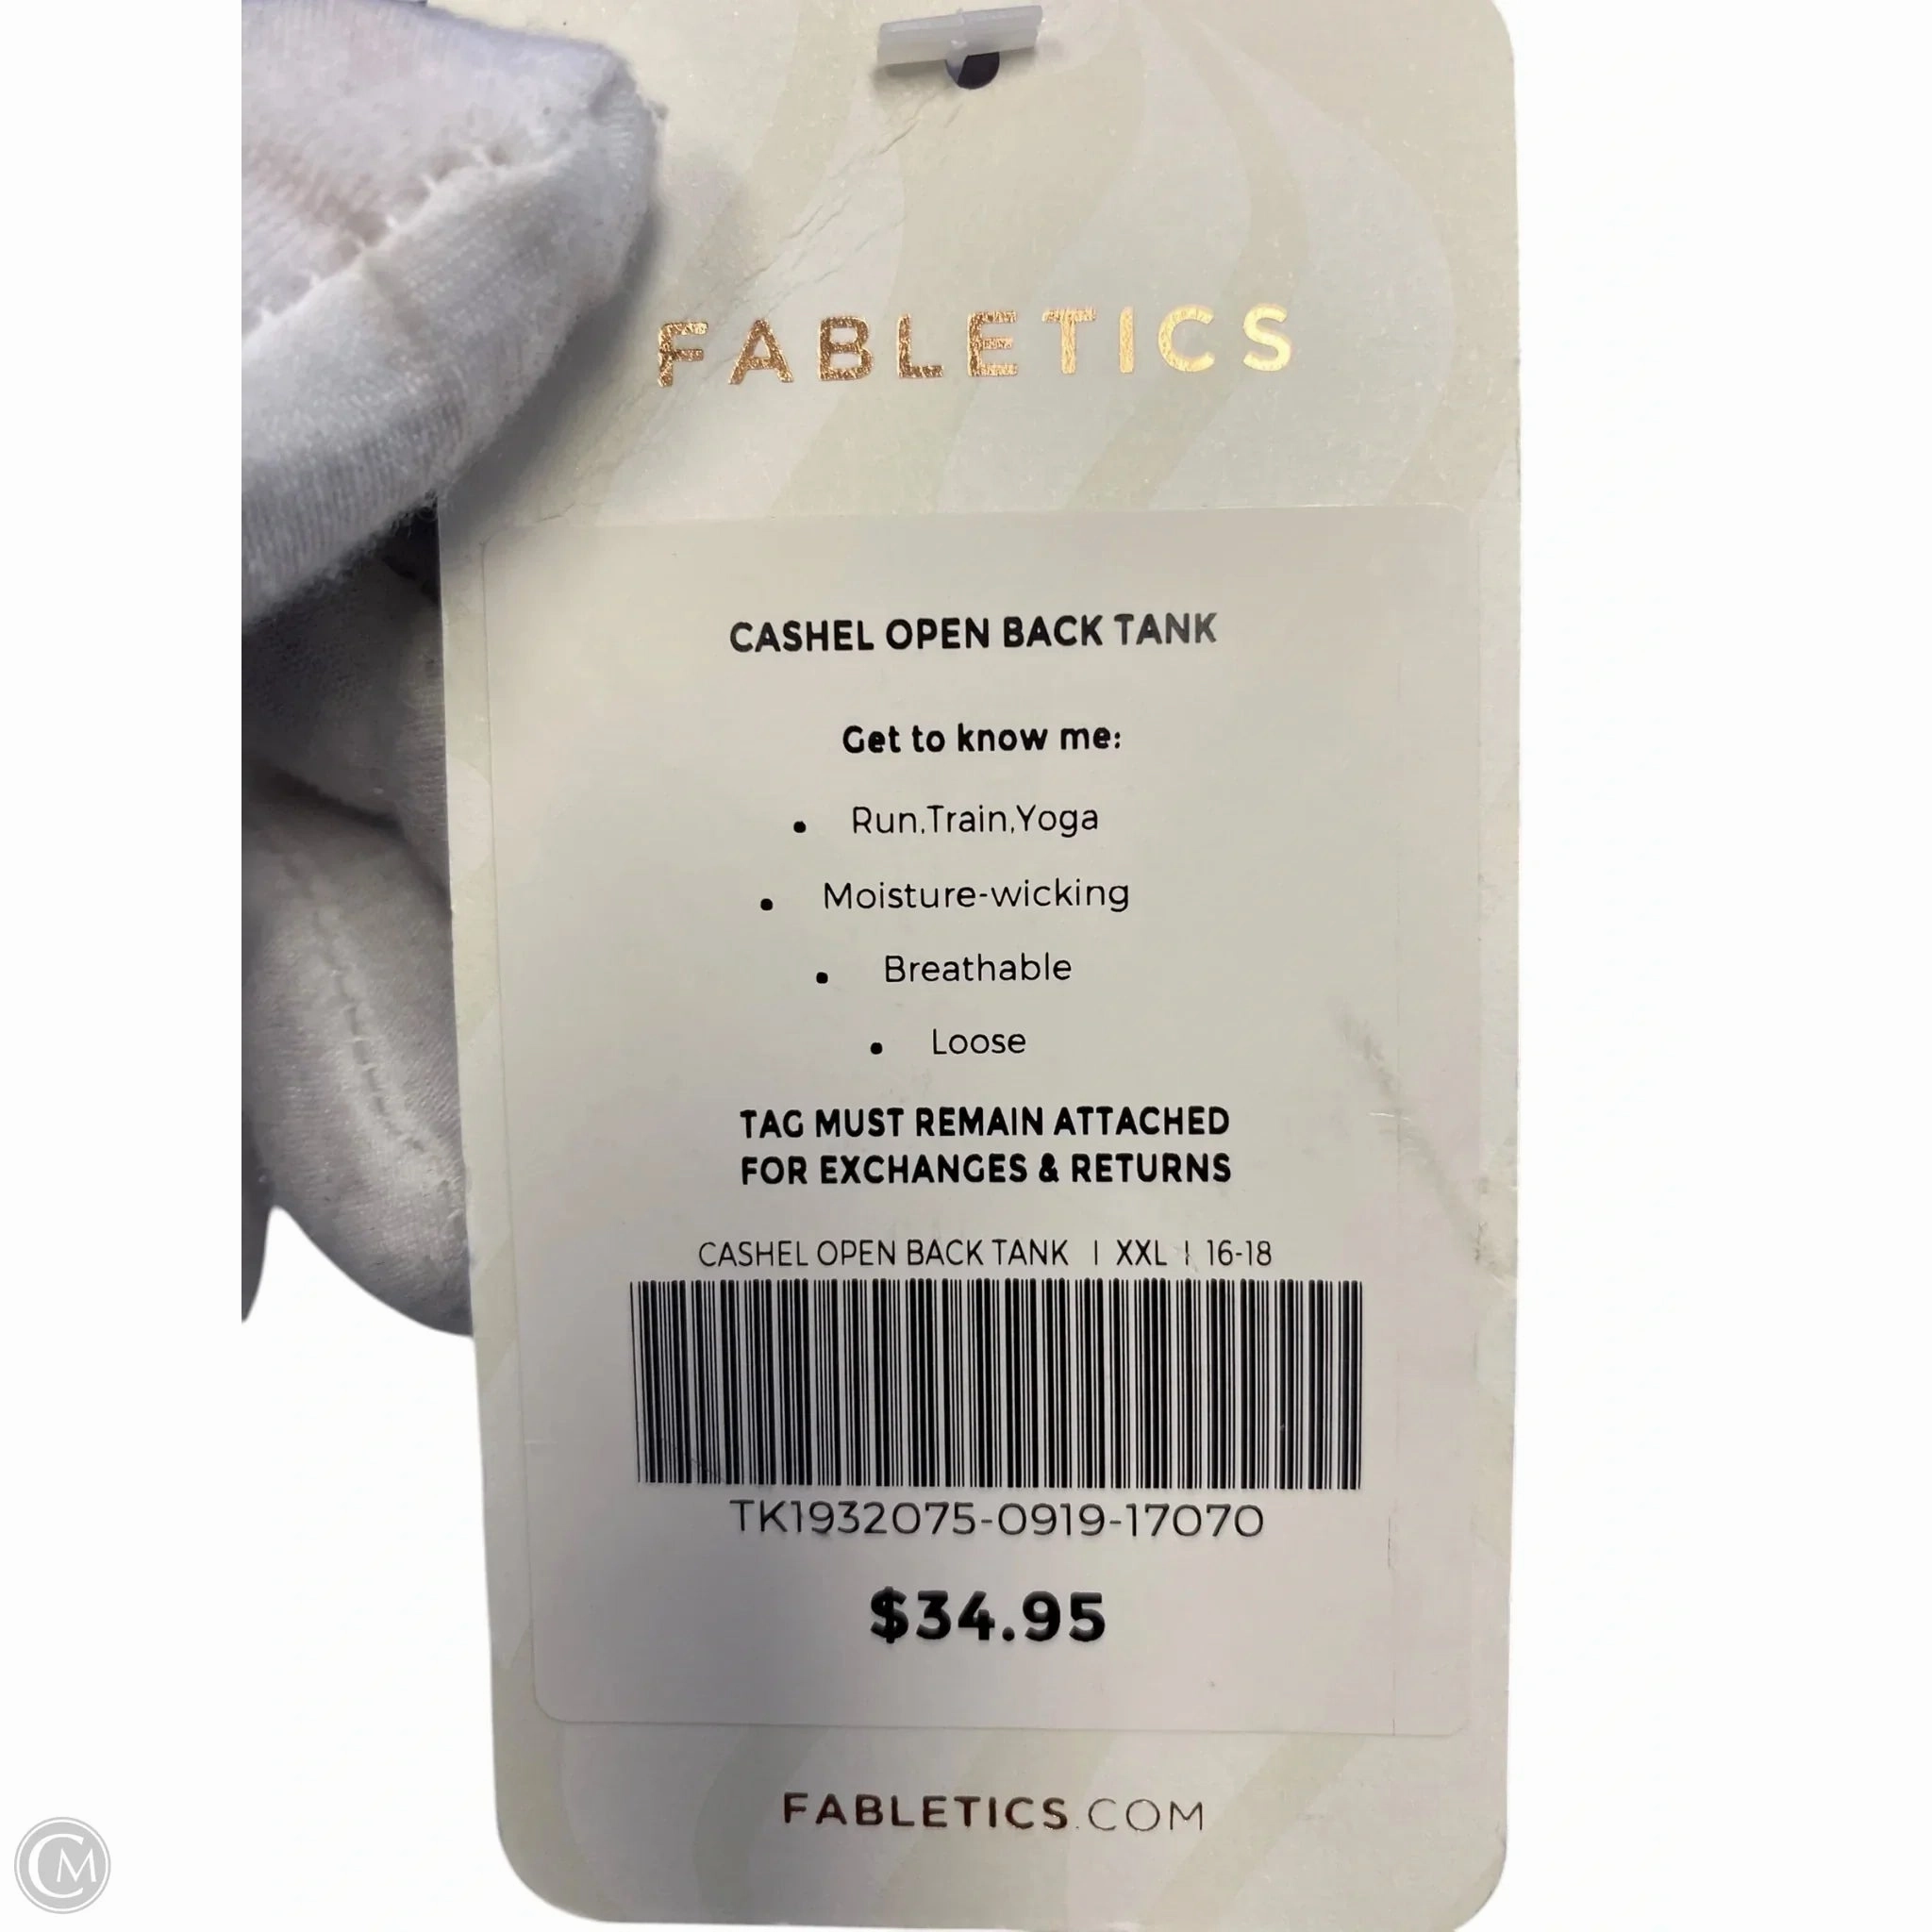 FABLETICS
CASHEL OPEN BACK TANK
Get to know me:
• Run,Train,Yoga
• Moisture-wicking
• Breathable
• Loose
TAG MUST REMAIN ATTACHED
FOR EXCHANGES & RETURNS
CASHEL OPEN BACK TANK | XXL | 16-18
TK1932075-0919-17070
$34.95
FABLETICS.COM
CM